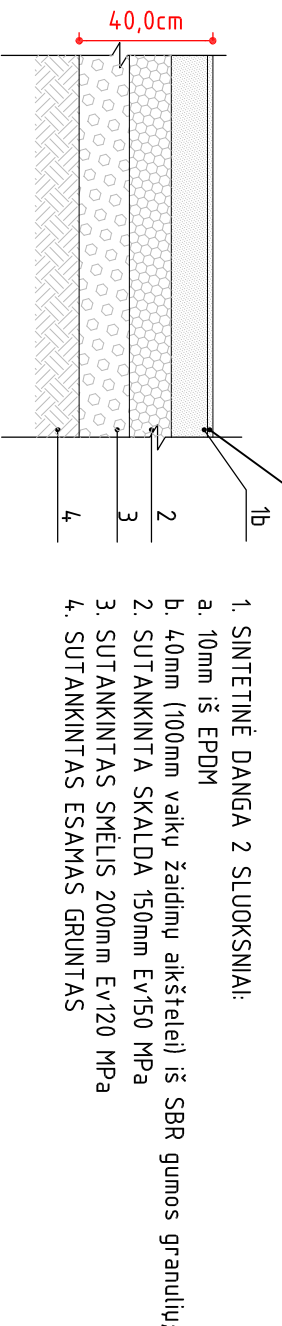 40,0cm
1b
2
3
4
1. SINTETINĖ DANGA 2 SLUOKSNIAI:
a. 10mm iš EPDM
b. 40mm (100mm vaikų žaidimų aikštelei) iš SBR gumos granulių;
2. SUTANKINTA SKALDA 150mm Ev150 MPa
3. SUTANKINTAS SMĖLIS 200mm Ev120 MPa
4. SUTANKINTAS ESAMAS GRUNTAS